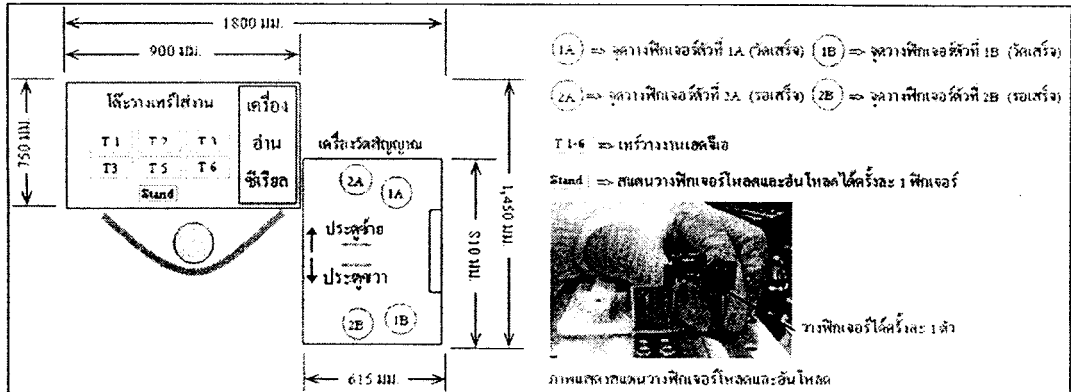 1800 มม.
900 มม.
750 มม.
โต๊ะวางเทร์ใส่งาน
เครื่อง
อ่าน
ซีเรียล
T 1 T 2 T 3
T3 T 5 T 6
Stand
เครื่องวัดสัญญาณ
2A
1A
ประตูซ้าย
ประตูขวา
2B
1B
810 มม.
1,450 มม.
615 มม.
1A => จุดวางฟิกเจอร์ตัวที่ 1A (วัดเสร็จ) 1B => จุดวางฟิกเจอร์ตัวที่ 1B (วัดเสร็จ)
2A => จุดวางฟิกเจอร์ตัวที่ 2A (รอเสร็จ) 2B => จุดวางฟิกเจอร์ตัวที่ 2B (รอเสร็จ)
T 1-6 => เทร์วางงานเฮดจีเอ
Stand => สแตนวางฟิกเจอร์โหลดและอันโหลดได้ครั้งละ 1 ฟิกเจอร์
วางฟิกเจอร์ได้ครั้งละ 1 ตัว
ภาพแสดงสแตนวางฟิกเจอร์โหลดและอันโหลด